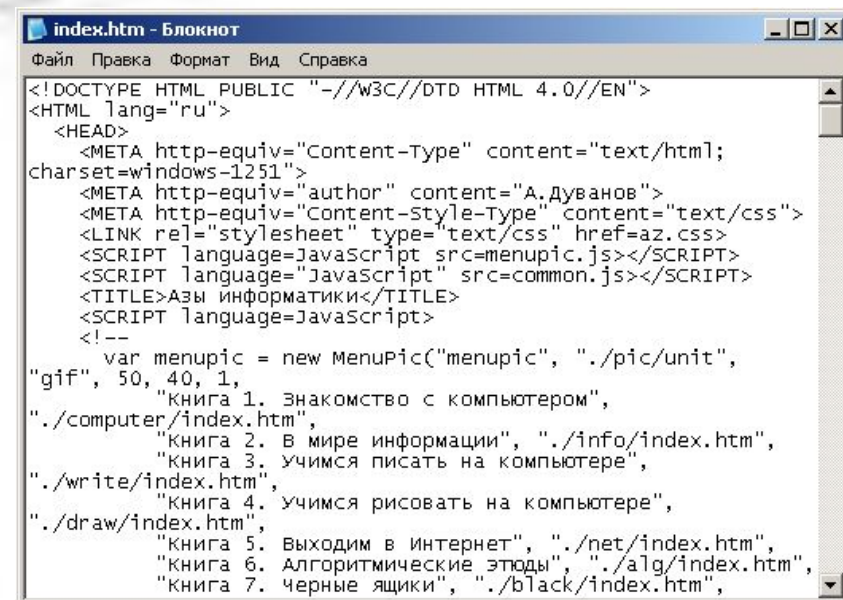 index.htm - Блокнот
Файл Правка Формат Вид Справка
<!DOCTYPE HTML PUBLIC "-//W3C//DTD HTML 4.0//EN">
<HTML lang="ru">
<HEAD>
<META http-equiv="Content-Type" content="text/html;
charset=windows-1251">
<META http-equiv="author" content="А.Дуванов">
<META http-equiv="Content-Style-Type" content="text/css">
<LINK rel="stylesheet" type="text/css" href=az.css>
<SCRIPT language=JavaScript src=menupic.js></SCRIPT>
<SCRIPT language="JavaScript" src=common.js></SCRIPT>
<TITLE>Азы информатики</TITLE>
<SCRIPT language=JavaScript>
<!--
var menupic = new MenuPic("menupic", "./pic/unit",
"gif", 50, 40, 1,
"Книга 1. Знакомство с компьютером",
"./computer/index.htm",
"Книга 2. В мире информации", "./info/index.htm",
"Книга 3. Учимся писать на компьютере",
"./write/index.htm",
"Книга 4. Учимся рисовать на компьютере",
"./draw/index.htm",
"Книга 5. Выходим в Интернет", "./net/index.htm",
"Книга 6. Алгоритмические этюды", "./alg/index.htm",
"Книга 7. Черные ящики", "./black/index.htm",